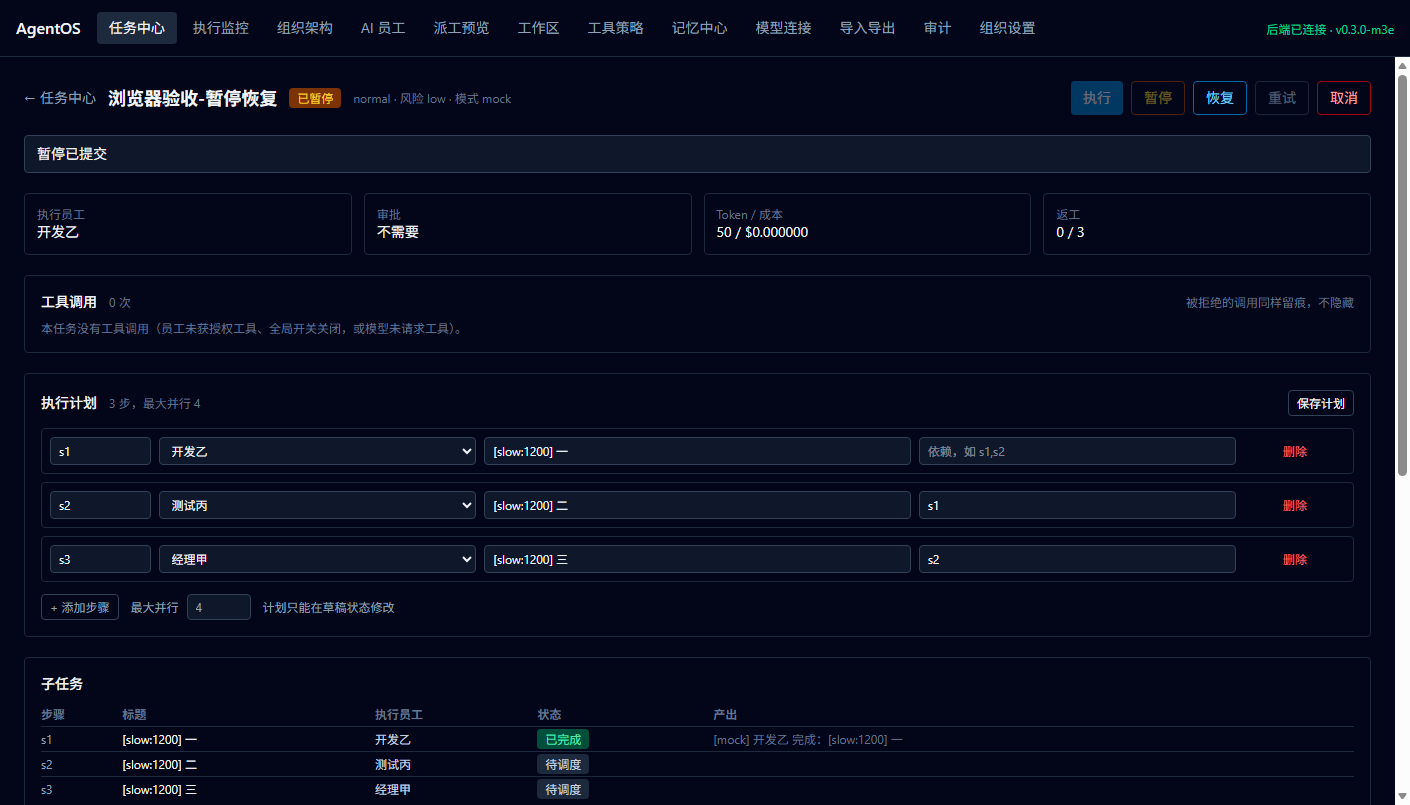 AgentOS 任务中心 执行监控 组织架构 AI 员工 派工预览 工作区 工具策略 记忆中心 模型连接 导入导出 审计 组织设置 后端已连接 · v0.3.0-m3e
← 任务中心 浏览器验收-暂停恢复 已暂停 normal · 风险 low · 模式 mock 执行 暂停 恢复 重试 取消
暂停已提交
执行员工 审批 Token / 成本 返工
开发乙 不需要 50 / $0.000000 0 / 3
工具调用 0 次 被拒绝的调用同样留痕，不隐藏
本任务没有工具调用（员工未获授权工具、全局开关关闭，或模型未请求工具）。
执行计划 3 步，最大并行 4 保存计划
s1 开发乙 [slow:1200] 一 依赖，如 s1,s2 删除
s2 测试丙 [slow:1200] 二 s1 删除
s3 经理甲 [slow:1200] 三 s2 删除
+ 添加步骤 最大并行 4 计划只能在草稿状态修改
子任务
步骤 标题 执行员工 状态 产出
s1 [slow:1200] 一 开发乙 已完成 [mock] 开发乙 完成：[slow:1200] 一
s2 [slow:1200] 二 测试丙 待调度
s3 [slow:1200] 三 经理甲 待调度